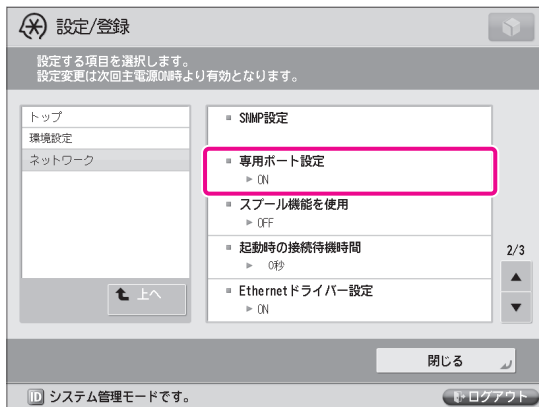 設定/登録
設定する項目を選択します。
設定変更は次回主電源ON時より有効となります。
トップ
環境設定
ネットワーク
上へ
SNMP設定
専用ポート設定
ON
スプール機能を使用
OFF
起動時の接続待機時間
0秒
Ethernetドライバー設定
ON
2/3
閉じる
ID システム管理モードです。
ログアウト